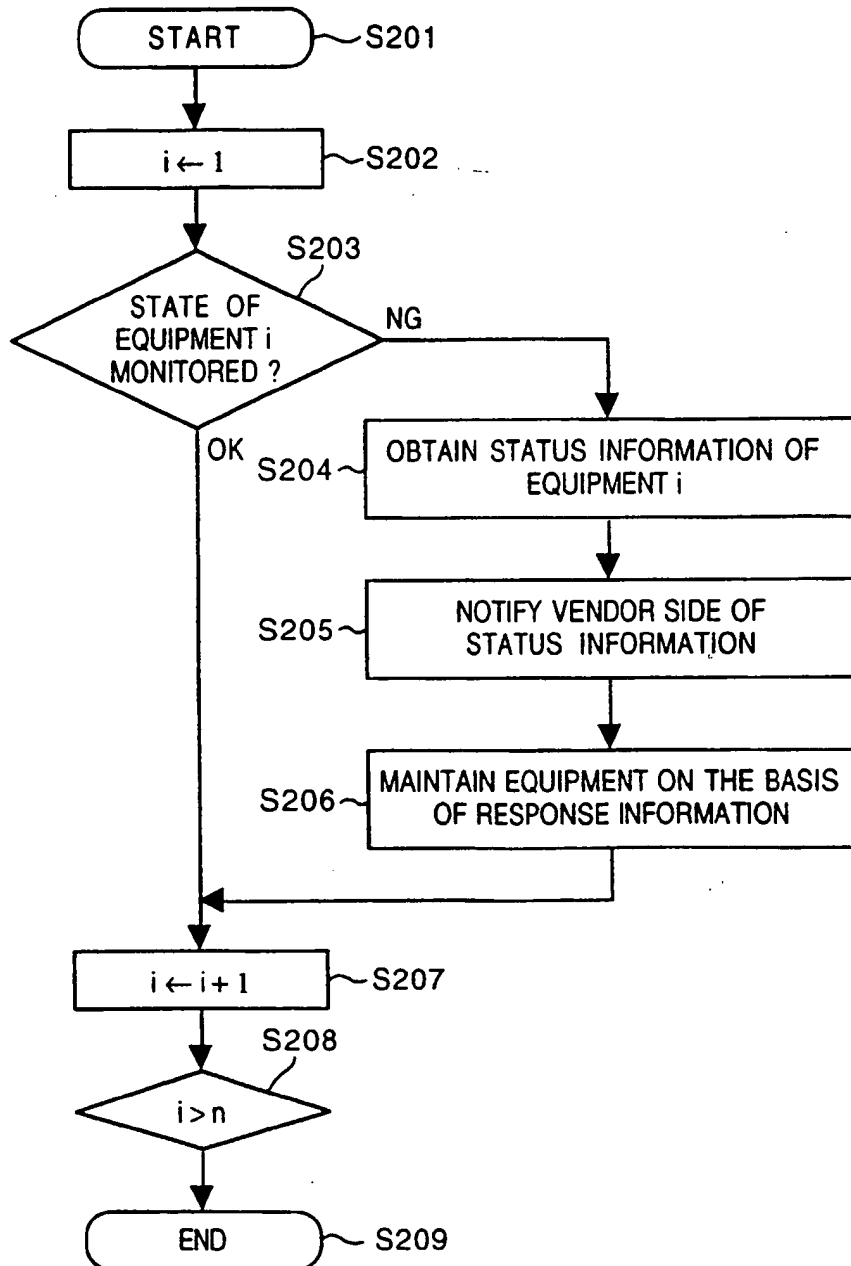 START
S201
i ← 1
S202
S203
STATE OF
EQUIPMENT i
MONITORED ?
NG
OK
S204
OBTAIN STATUS INFORMATION OF
EQUIPMENT i
S205
NOTIFY VENDOR SIDE OF
STATUS INFORMATION
S206
MAINTAIN EQUIPMENT ON THE BASIS
OF RESPONSE INFORMATION
i ← i + 1
S207
S208
i > n
END
S209